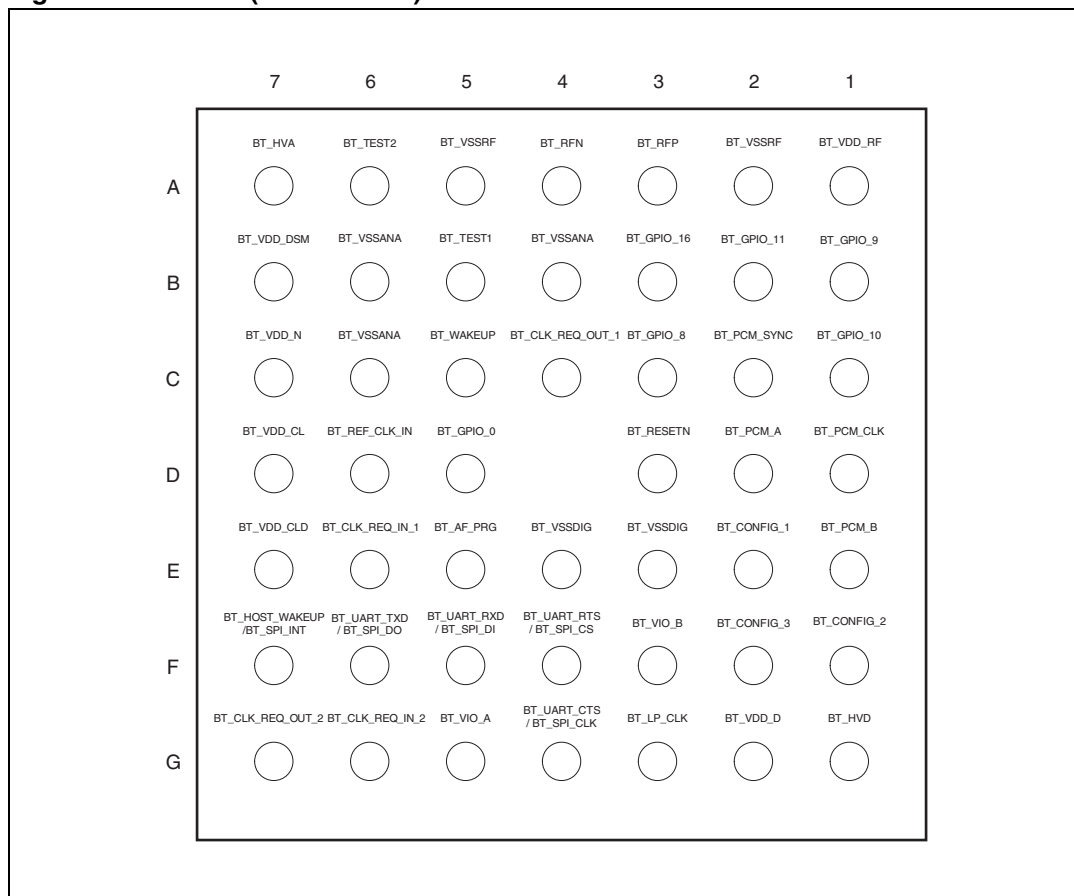 7 6 5 4 3 2 1
BT_HVA BT_TEST2 BT_VSSRF BT_RFN BT_RFP BT_VSSRF BT_VDD_RF
A
BT_VDD_DSM BT_VSSANA BT_TEST1 BT_VSSANA BT_GPIO_16 BT_GPIO_11 BT_GPIO_9
B
BT_VDD_N BT_VSSANA BT_WAKEUP BT_CLK_REQ_OUT_1 BT_GPIO_8 BT_PCM_SYNC BT_GPIO_10
C
BT_VDD_CL BT_REF_CLK_IN BT_GPIO_0 BT_RESETN BT_PCM_A BT_PCM_CLK
D
BT_VDD_CLD BT_CLK_REQ_IN_1 BT_AF_PRG BT_VSSDIG BT_VSSDIG BT_CONFIG_1 BT_PCM_B
E
BT_HOST_WAKEUP BT_UART_TXD BT_UART_RXD BT_UART_RTS BT_VIO_B BT_CONFIG_3 BT_CONFIG_2
/BT_SPI_INT / BT_SPI_DO / BT_SPI_DI / BT_SPI_CS
F
BT_CLK_REQ_OUT_2 BT_CLK_REQ_IN_2 BT_VIO_A BT_UART_CTS BT_LP_CLK BT_VDD_D BT_HVD
/ BT_SPI_CLK
G